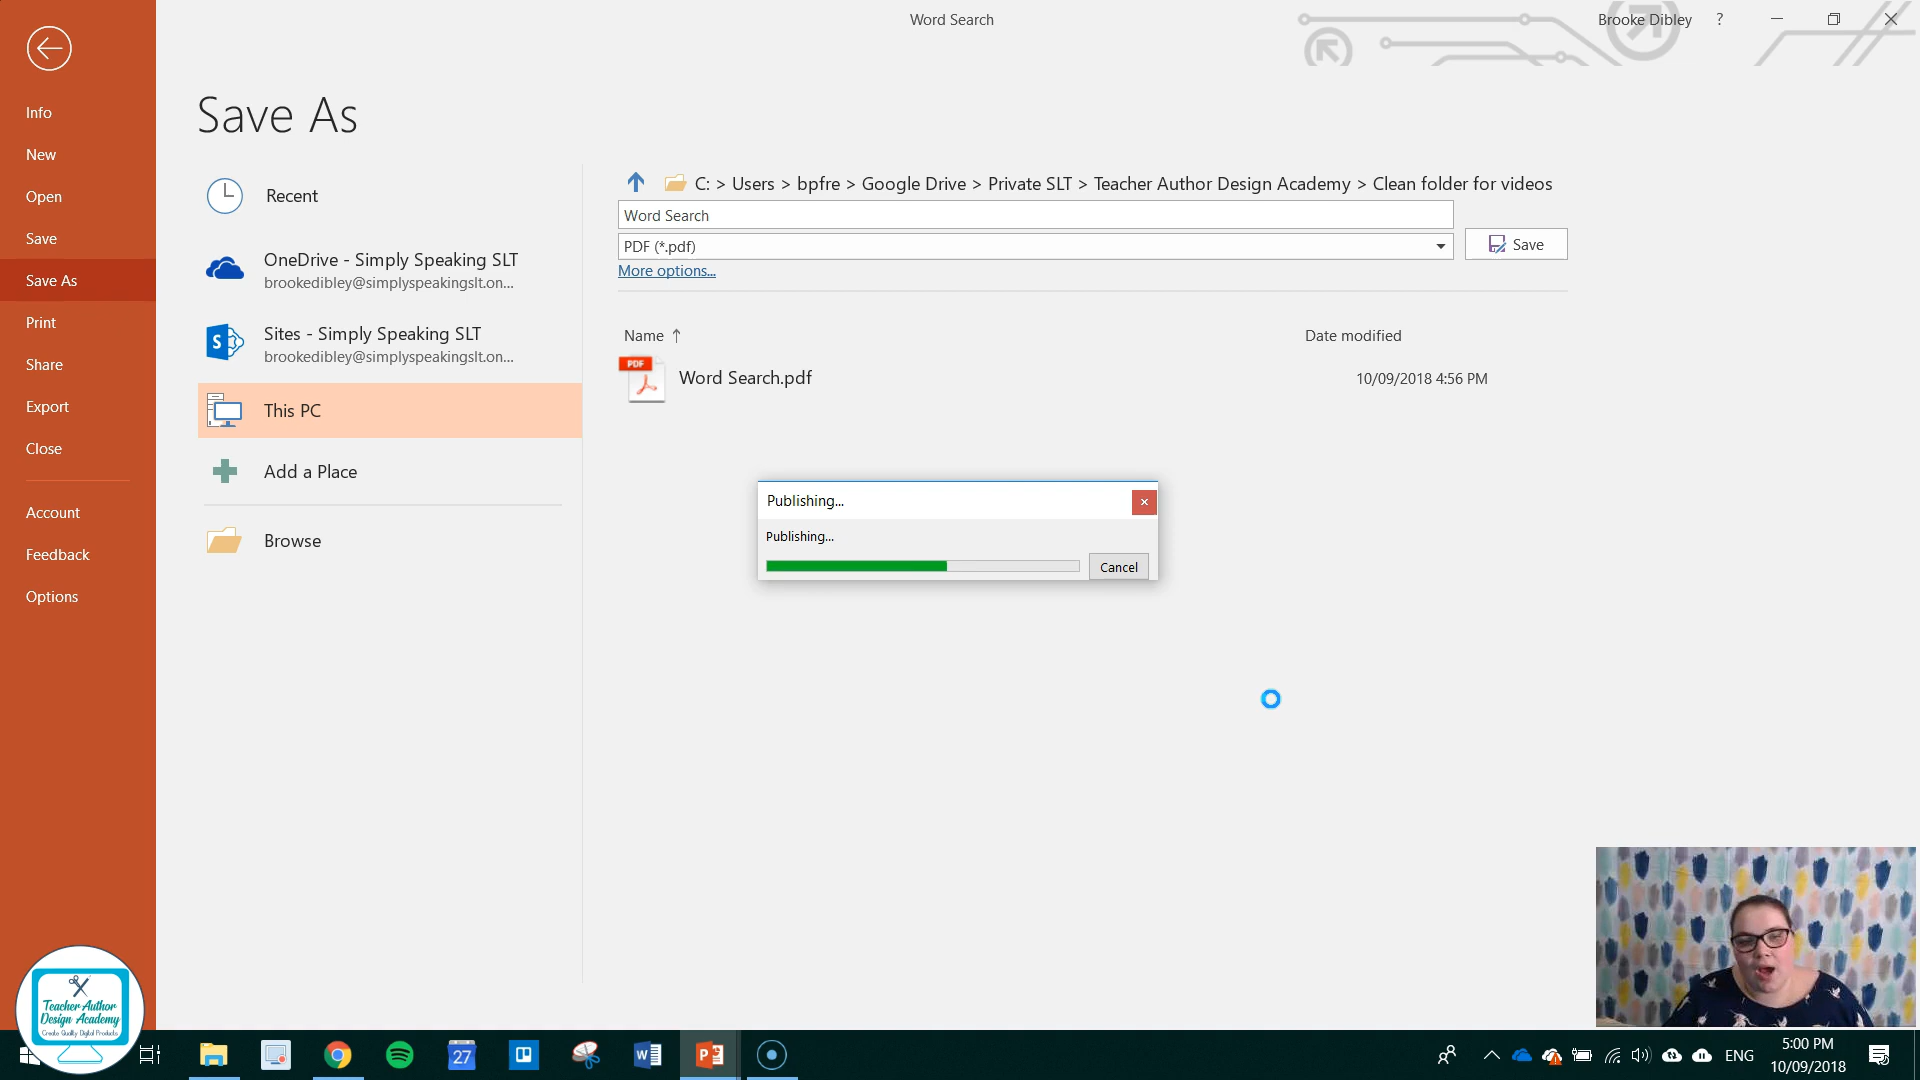 Word Search
Brooke Dibley
?
Save As
Info
New
Open
Save
Save As
Print
Share
Export
Close
Account
Feedback
Options
Recent
OneDrive - Simply Speaking SLT
brookedibley@simplyspeakingslt.on...
Sites - Simply Speaking SLT
brookedibley@simplyspeakingslt.on...
This PC
Add a Place
Browse
C: > Users > bpfre > Google Drive > Private SLT > Teacher Author Design Academy > Clean folder for videos
Word Search
PDF (*.pdf)
Save
More options...
Name ↑
Date modified
PDF
Word Search.pdf
10/09/2018 4:56 PM
Publishing...
Publishing...
Cancel
Teacher Author
Design Academy
Create Quality Digital Products
27
ENG
5:00 PM
10/09/2018